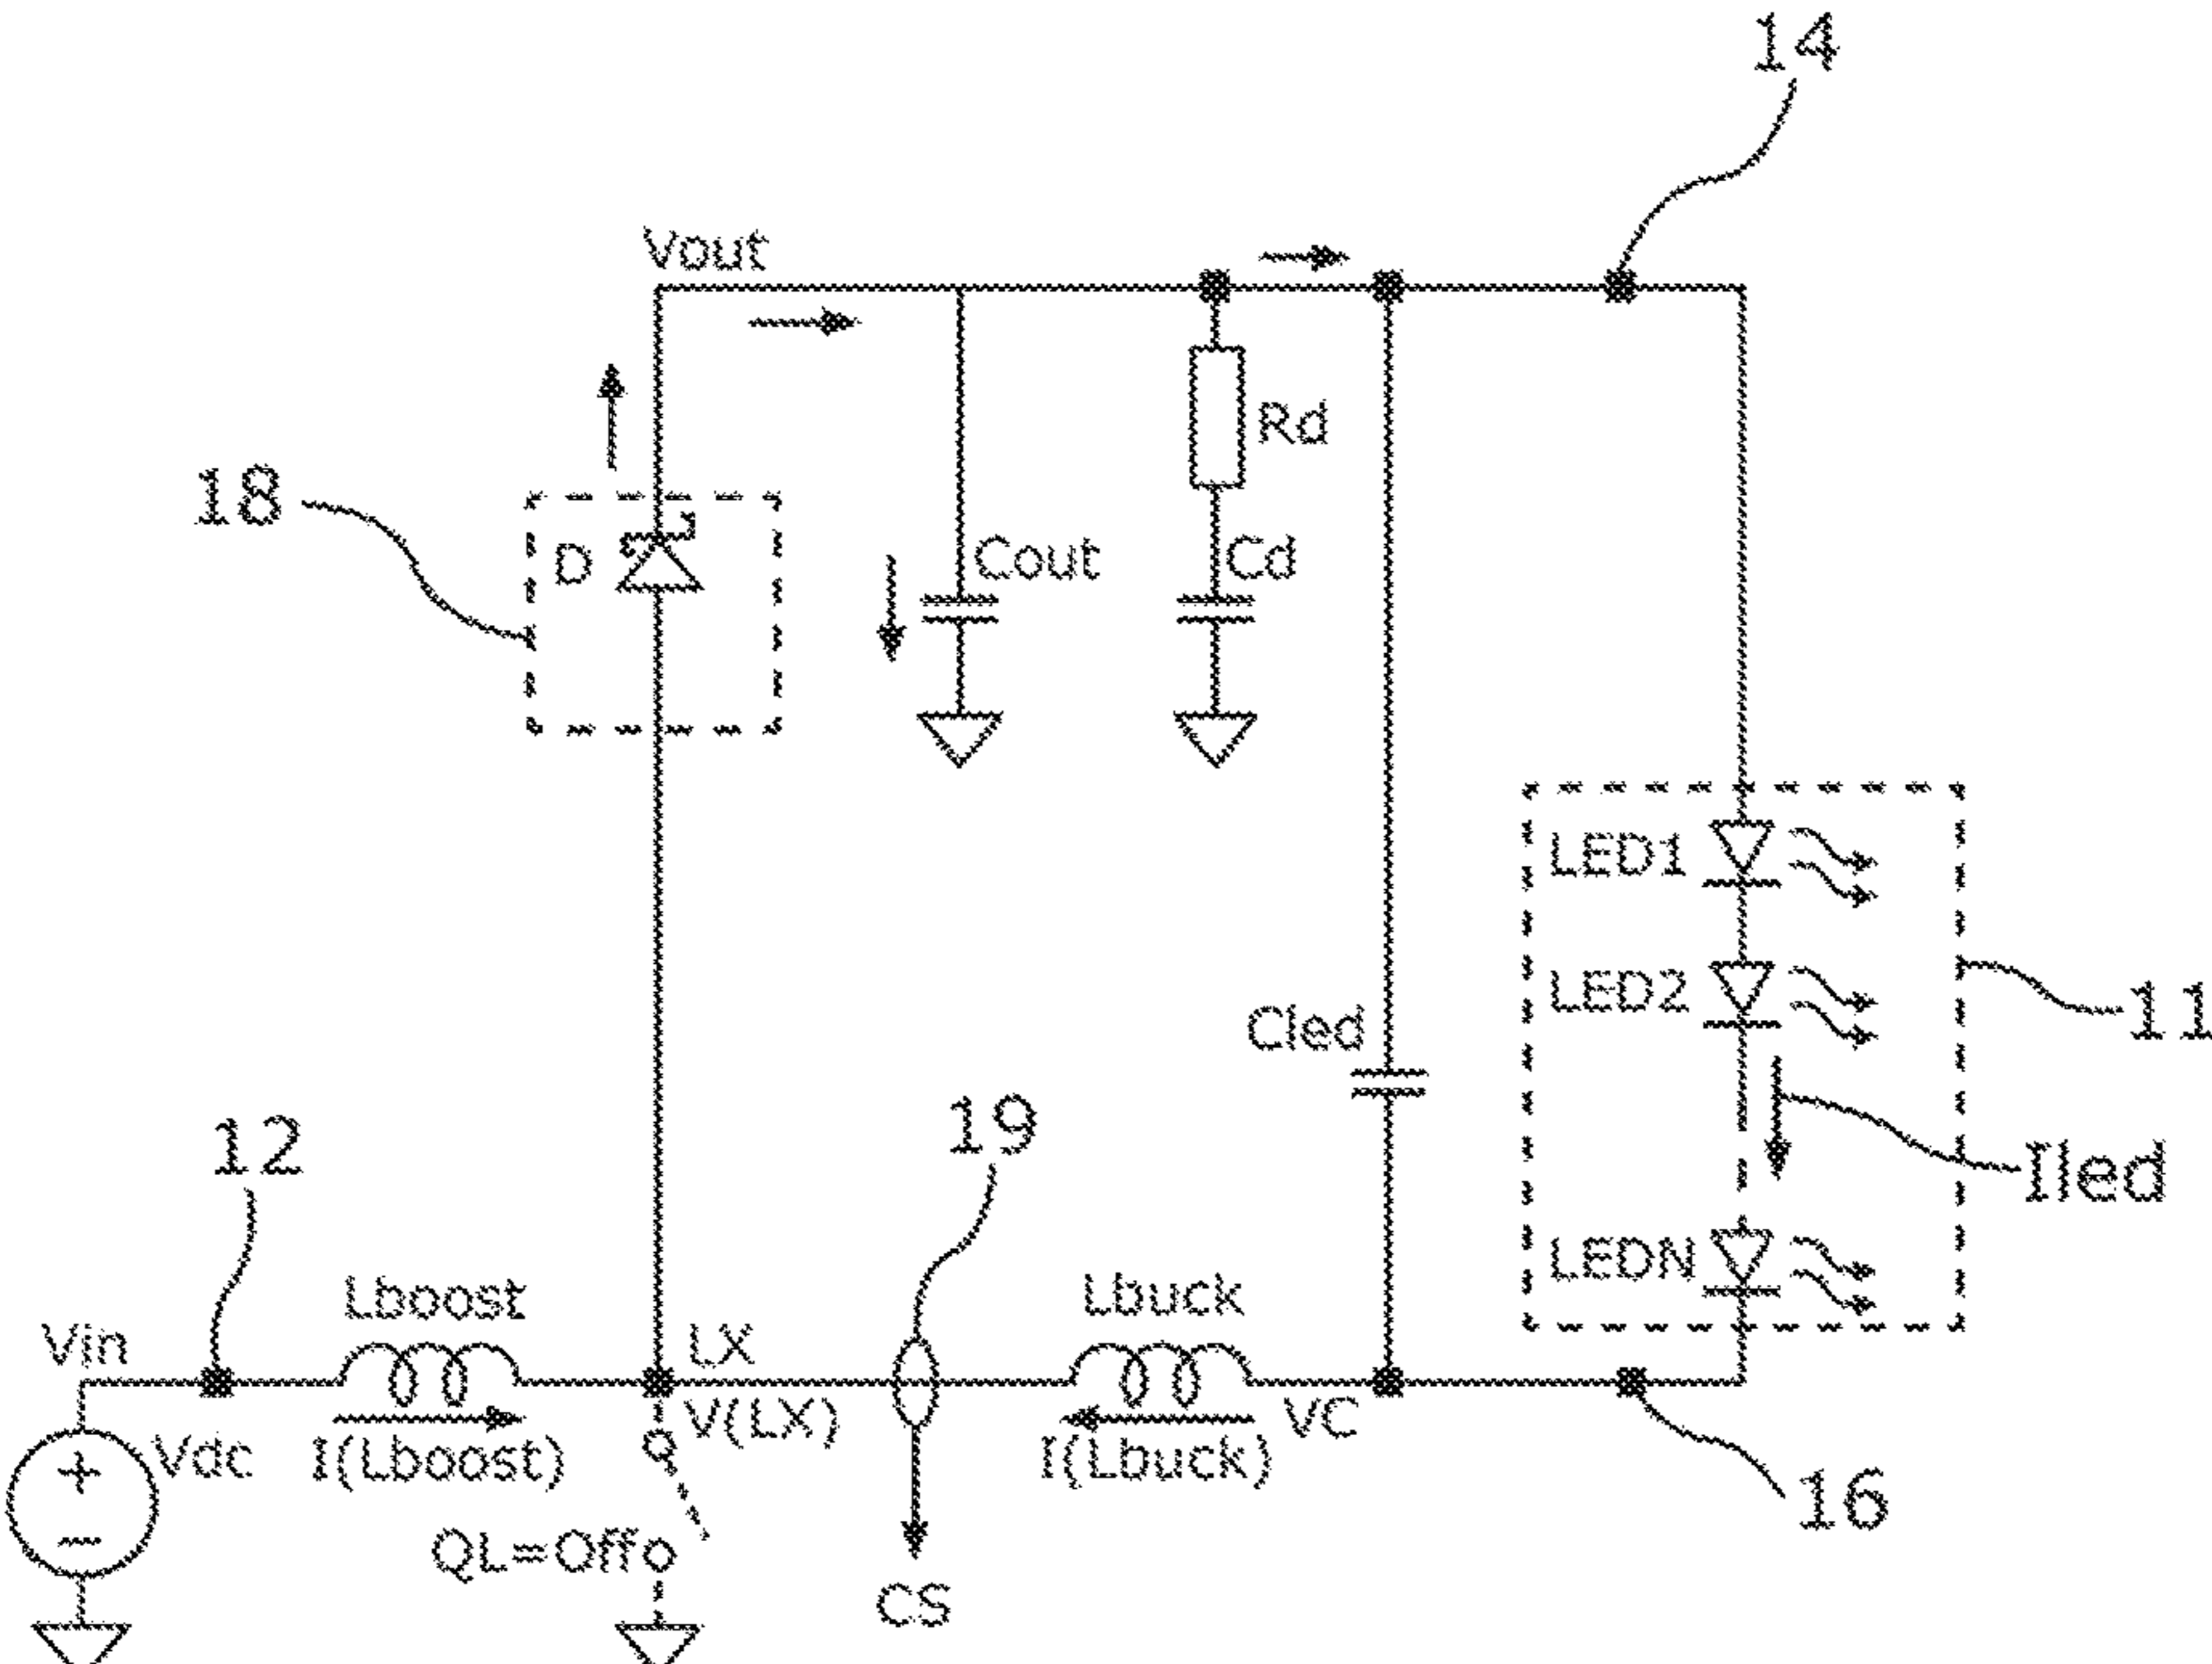 14
Vout
Rd
18
D
Cout
Cd
LED1
LED2
11
Cled
19
12
Iled
LEDN
Lboost
Lbuck
Vin
LX
V(LX)
VC
Vdc
I(Lboost)
I(Lbuck)
16
+
−
QL=Off
CS